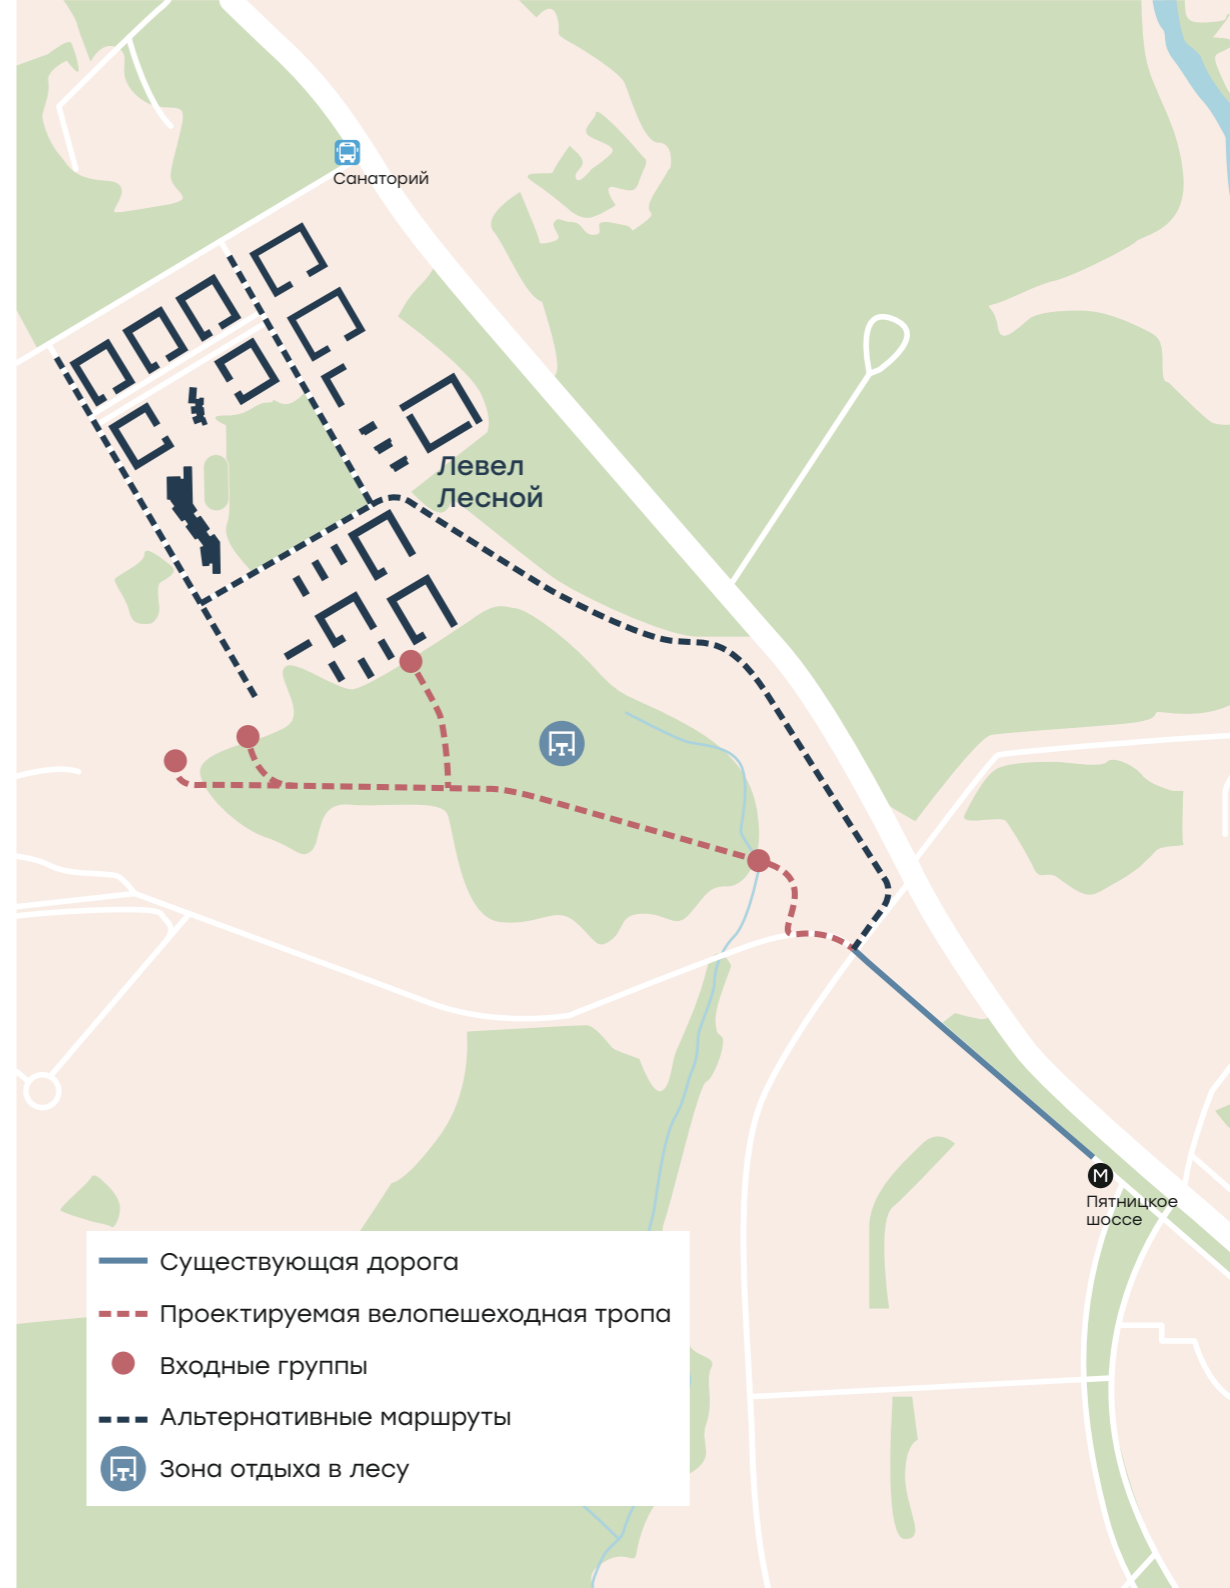 Санаторий
Левел
Лесной
М
Пятницкое
шоссе
Существующая дорога
Проектируемая велопешеходная тропа
Входные группы
Альтернативные маршруты
Зона отдыха в лесу